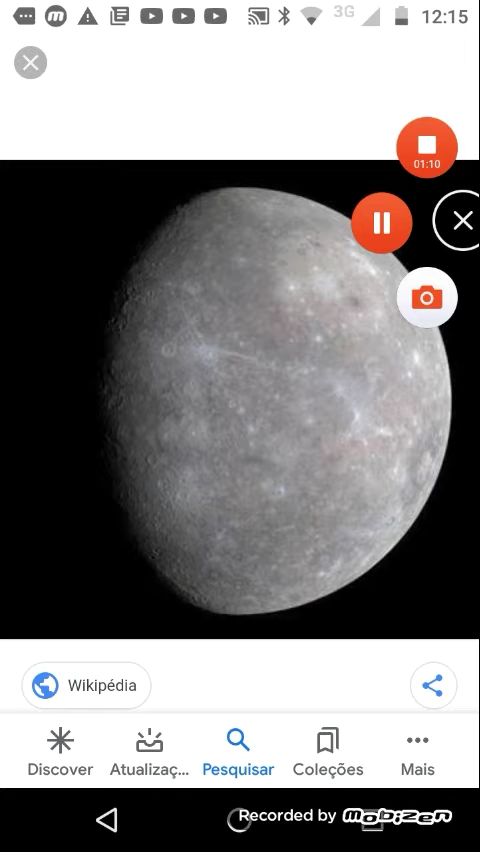 3G
12:15
01:10
Wikipédia
Discover
Atualizaç...
Pesquisar
Coleções
Mais
Recorded by Mobizen